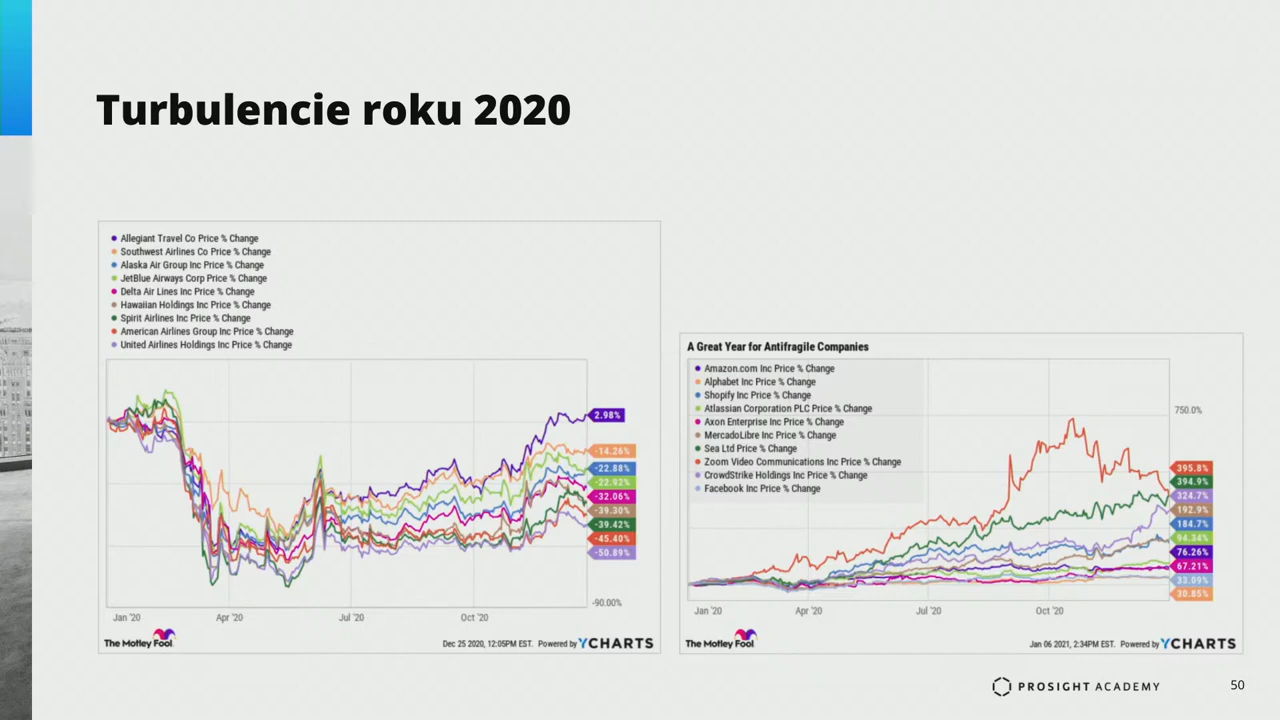 Turbulencie roku 2020
Allegiant Travel Co Price % Change
Southwest Airlines Co Price % Change
Alaska Air Group Inc Price % Change
JetBlue Airways Corp Price % Change
Delta Air Lines Inc Price % Change
Hawaiian Holdings Inc Price % Change
Spirit Airlines Inc Price % Change
American Airlines Group Inc Price % Change
United Airlines Holdings Inc Price % Change
2.98%
-14.26%
-22.88%
-22.92%
-32.06%
-39.30%
-39.42%
-45.40%
-50.89%
-90.00%
Jan '20 Apr '20 Jul '20 Oct '20
The Motley Fool
Dec 25 2020, 12:05PM EST. Powered by YCHARTS
A Great Year for Antifragile Companies
Amazon.com Inc Price % Change
Alphabet Inc Price % Change
Shopify Inc Price % Change
Atlassian Corporation PLC Price % Change
Axon Enterprise Inc Price % Change
MercadoLibre Inc Price % Change
Sea Ltd Price % Change
Zoom Video Communications Inc Price % Change
CrowdStrike Holdings Inc Price % Change
Facebook Inc Price % Change
750.0%
395.8%
394.9%
324.7%
192.9%
184.7%
94.34%
76.26%
67.21%
33.09%
30.85%
Jan '20 Apr '20 Jul '20 Oct '20
The Motley Fool
Jan 06 2021, 2:34PM EST. Powered by YCHARTS
PROSIGHT ACADEMY
50